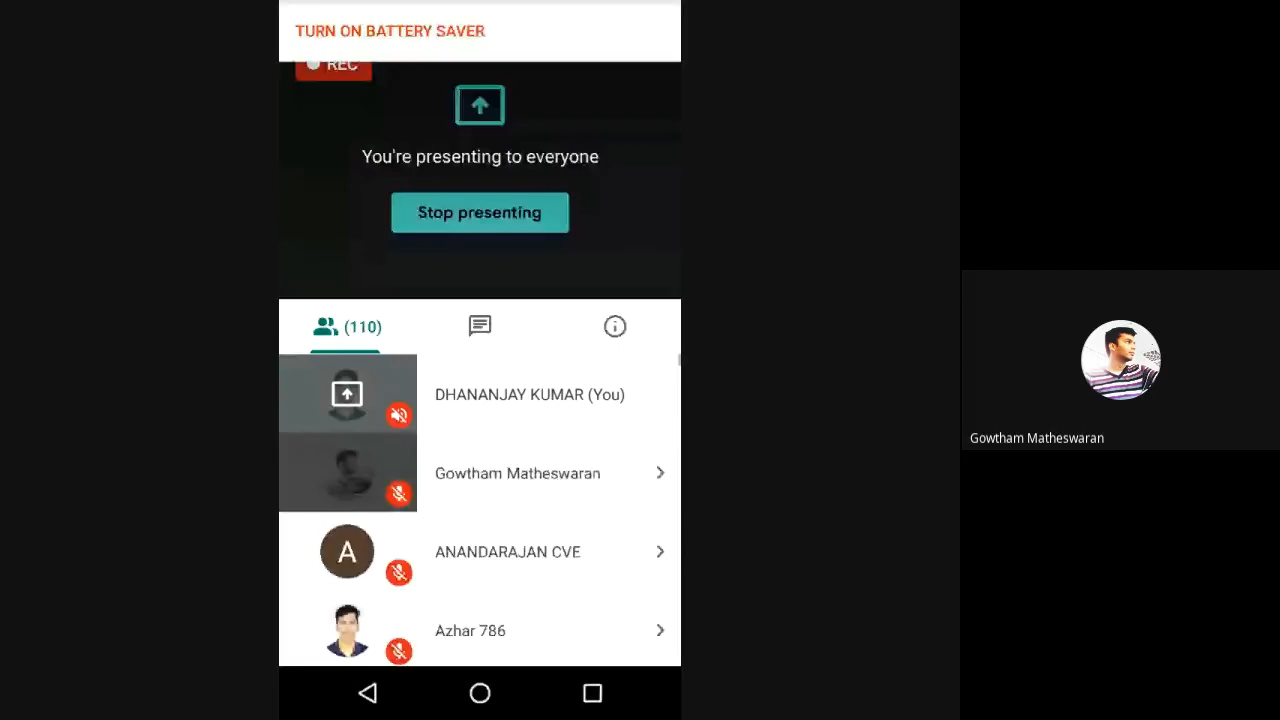 TURN ON BATTERY SAVER
REC
You're presenting to everyone
Stop presenting
(110)
DHANANJAY KUMAR (You)
Gowtham Matheswaran
A
ANANDARAJAN CVE
Azhar 786
Gowtham Matheswaran